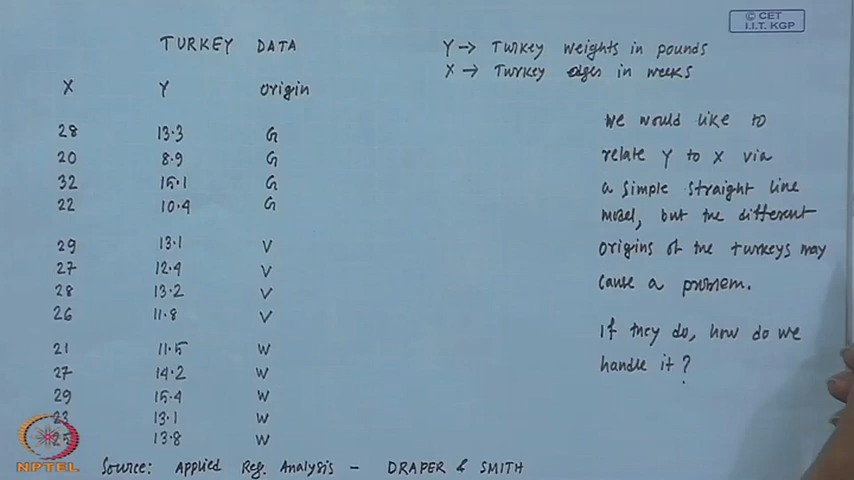 © CET
I.I.T. KGP
TURKEY DATA
X Y Origin
28 13.3 G
20 8.9 G
32 15.1 G
22 10.4 G
29 13.1 V
27 12.4 V
28 13.2 V
26 11.8 V
21 11.5 W
27 14.2 W
29 15.4 W
23 13.1 W
25 13.8 W
Source: Applied Reg. Analysis - DRAPER & SMITH
Y → Turkey weights in pounds
X → Turkey ages in weeks
We would like to
relate Y to X via
a simple straight line
model, but the different
origins of the turkeys may
cause a problem.
If they do, how do we
handle it?
NPTEL